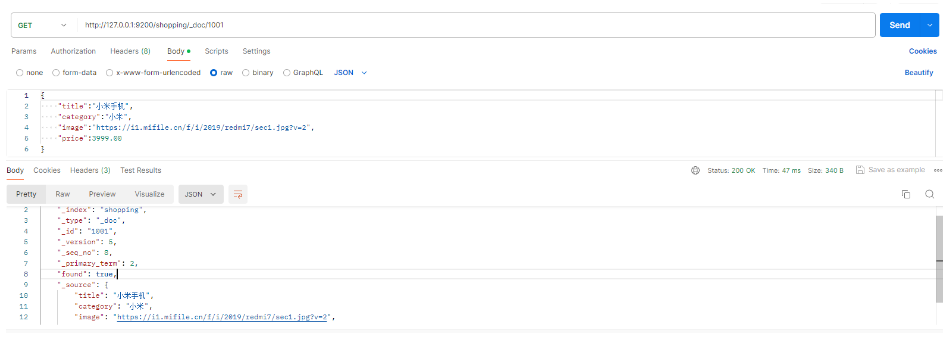 GET http://127.0.0.1:9200/shopping/_doc/1001 Send
Params Authorization Headers (8) Body Scripts Settings Cookies
none form-data x-www-form-urlencoded raw binary GraphQL JSON Beautify
1 {
2 "title":"小米手机",
3 "category":"小米",
4 "image":"https://i1.mifile.cn/f/i/2019/redmi7/sec1.jpg?v=2",
5 "price":3999.00
6 }
Body Cookies Headers (3) Test Results Status: 200 OK Time: 47 ms Size: 340 B Save as example
Pretty Raw Preview Visualize JSON
2 "_index": "shopping",
3 "_type": "_doc",
4 "_id": "1001",
5 "_version": 5,
6 "_seq_no": 8,
7 "_primary_term": 2,
8 "found": true,
9 "_source": {
10 "title": "小米手机",
11 "category": "小米",
12 "image": "https://i1.mifile.cn/f/i/2019/redmi7/sec1.jpg?v=2",